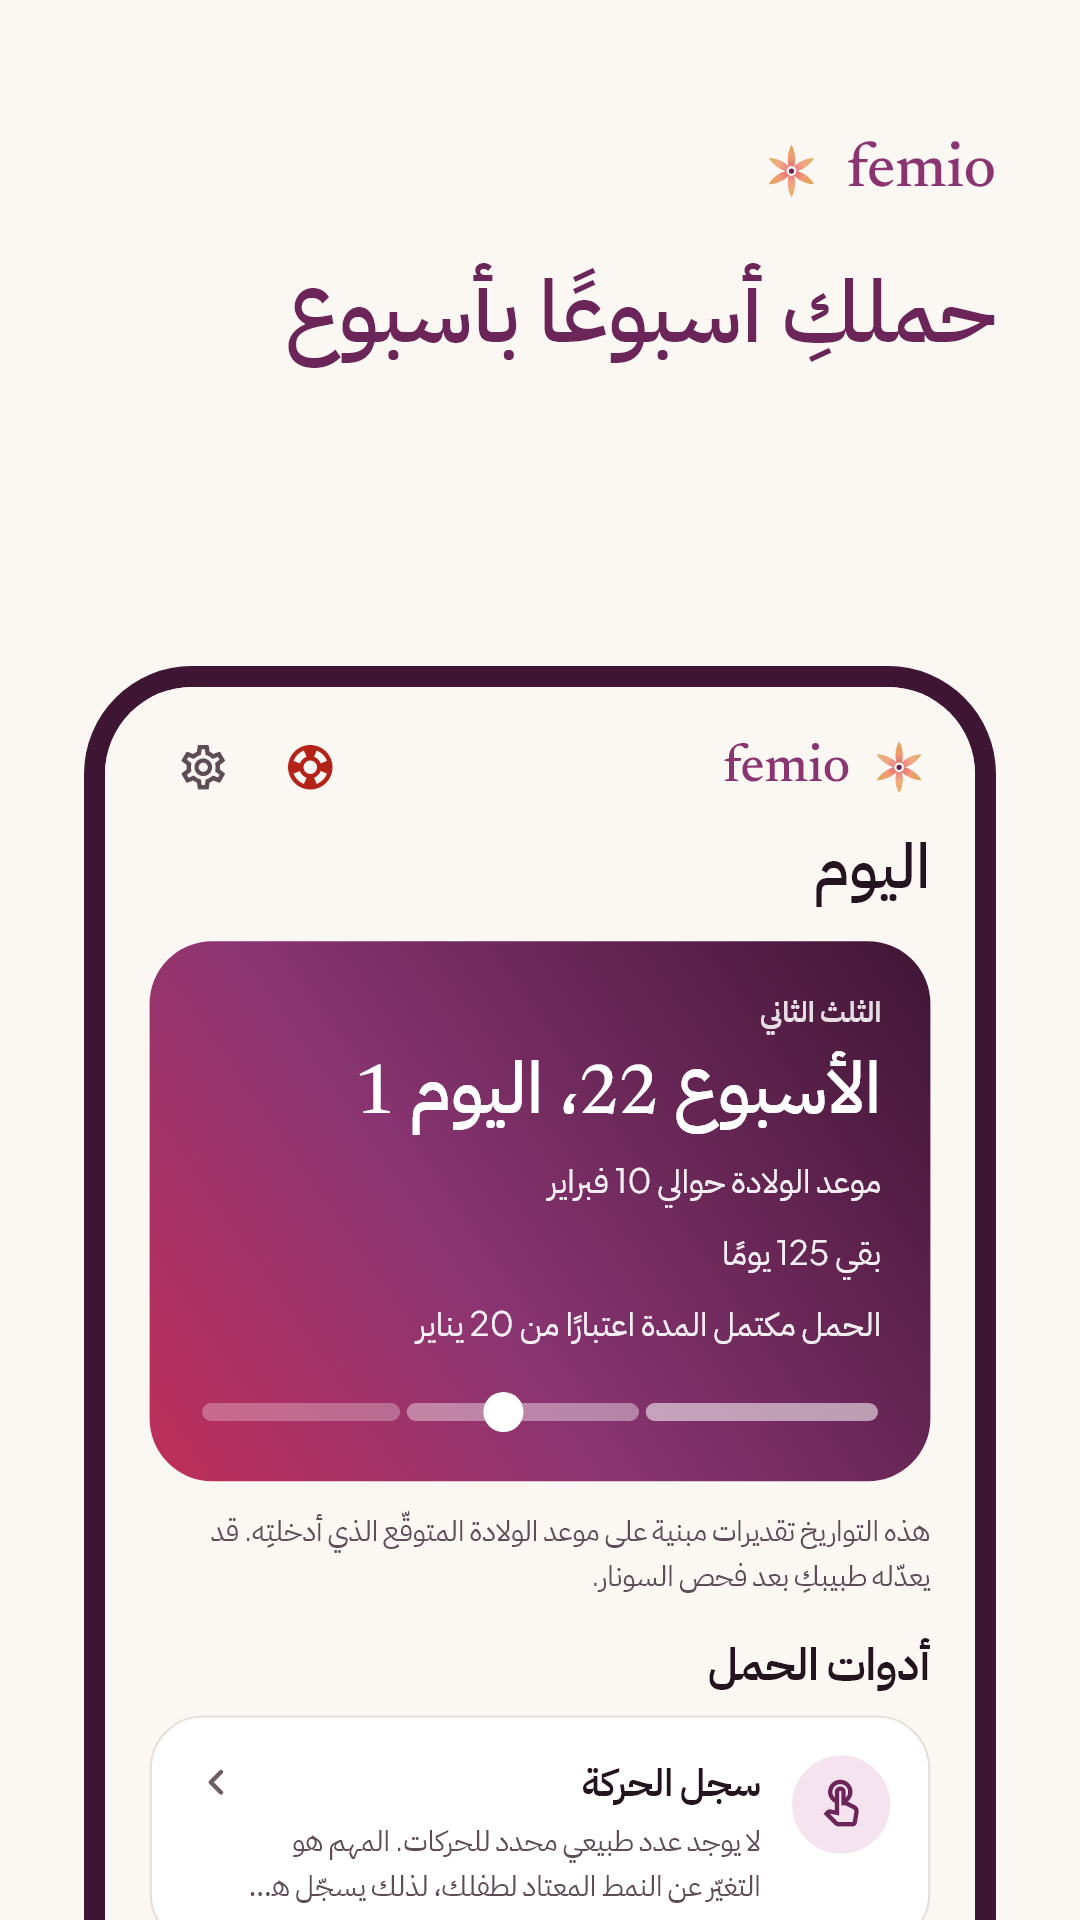 femio
حملكِ أسبوعًا بأسبوع
femio
اليوم
الثلث الثاني
الأسبوع 22، اليوم 1
موعد الولادة حوالي 10 فبراير
بقي 125 يومًا
الحمل مكتمل المدة اعتبارًا من 20 يناير
هذه التواريخ تقديرات مبنية على موعد الولادة المتوقّع الذي أدخلتِه. قد
يعدّله طبيبكِ بعد فحص السونار.
أدوات الحمل
سجل الحركة
لا يوجد عدد طبيعي محدد للحركات. المهم هو
التغيّر عن النمط المعتاد لطفلك، لذلك يسجّل هـ...